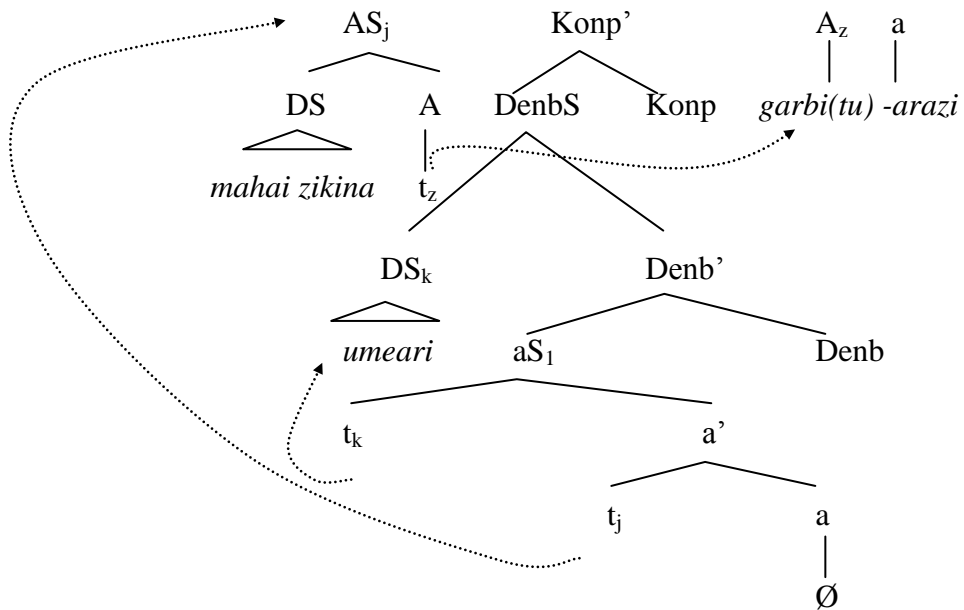 ASj Konp’ Az a
DS A DenbS Konp garbi(tu) -arazi
mahai zikina tz
DSk Denb’
umeari aS1 Denb
tk a’
tj a
Ø